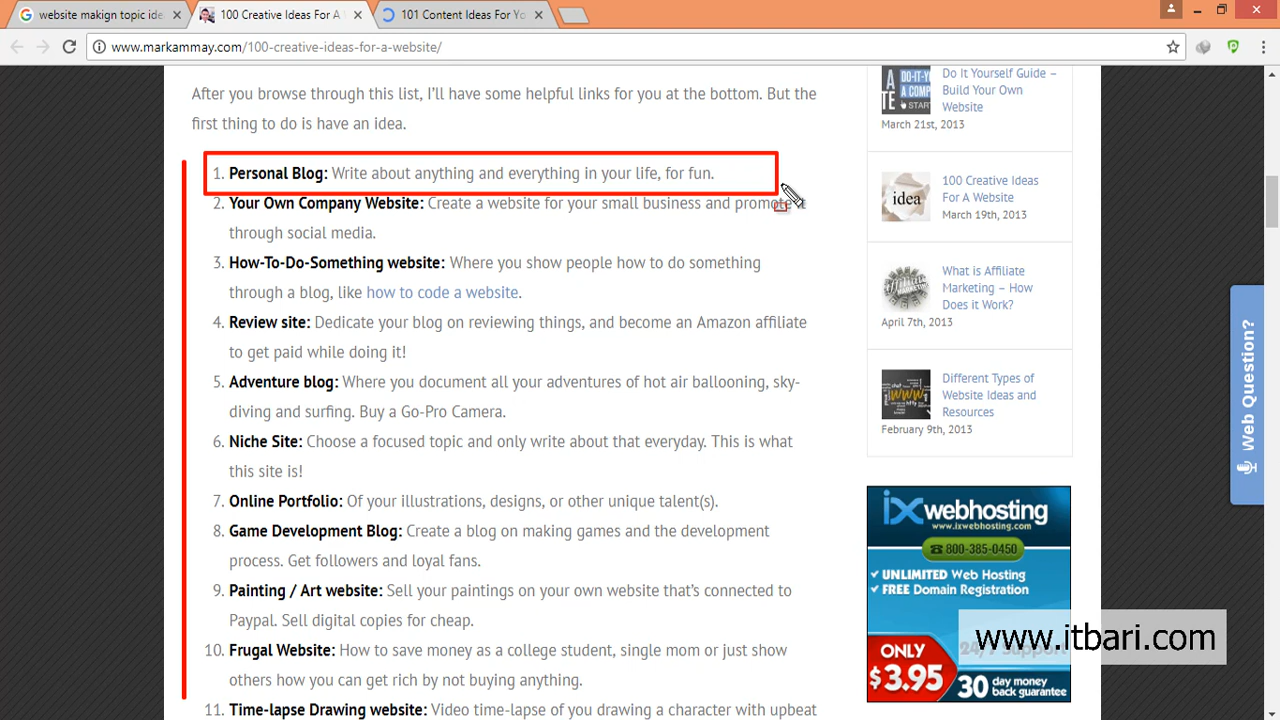 website makign topic ide
100 Creative Ideas For A
101 Content Ideas For Yo
www.markammay.com/100-creative-ideas-for-a-website/
After you browse through this list, I'll have some helpful links for you at the bottom. But the
first thing to do is have an idea.
1. Personal Blog: Write about anything and everything in your life, for fun.
2. Your Own Company Website: Create a website for your small business and promote it
through social media.
3. How-To-Do-Something website: Where you show people how to do something
through a blog, like how to code a website.
4. Review site: Dedicate your blog on reviewing things, and become an Amazon affiliate
to get paid while doing it!
5. Adventure blog: Where you document all your adventures of hot air ballooning, sky-
diving and surfing. Buy a Go-Pro Camera.
6. Niche Site: Choose a focused topic and only write about that everyday. This is what
this site is!
7. Online Portfolio: Of your illustrations, designs, or other unique talent(s).
8. Game Development Blog: Create a blog on making games and the development
process. Get followers and loyal fans.
9. Painting / Art website: Sell your paintings on your own website that's connected to
Paypal. Sell digital copies for cheap.
10. Frugal Website: How to save money as a college student, single mom or just show
others how you can get rich by not buying anything.
11. Time-lapse Drawing website: Video time-lapse of you drawing a character with upbeat
Do It Yourself Guide –
Build Your Own
Website
March 21st, 2013
idea
100 Creative Ideas
For A Website
March 19th, 2013
What is Affiliate
Marketing – How
Does it Work?
April 7th, 2013
www
Different Types of
Website Ideas and
Resources
February 9th, 2013
Web Question?
ix webhosting
www.ixwebhosting.com
800-385-0450
UNLIMITED Web Hosting
FREE Domain Registration
ONLY
$3.95
30 day money
back guarantee
www.itbari.com